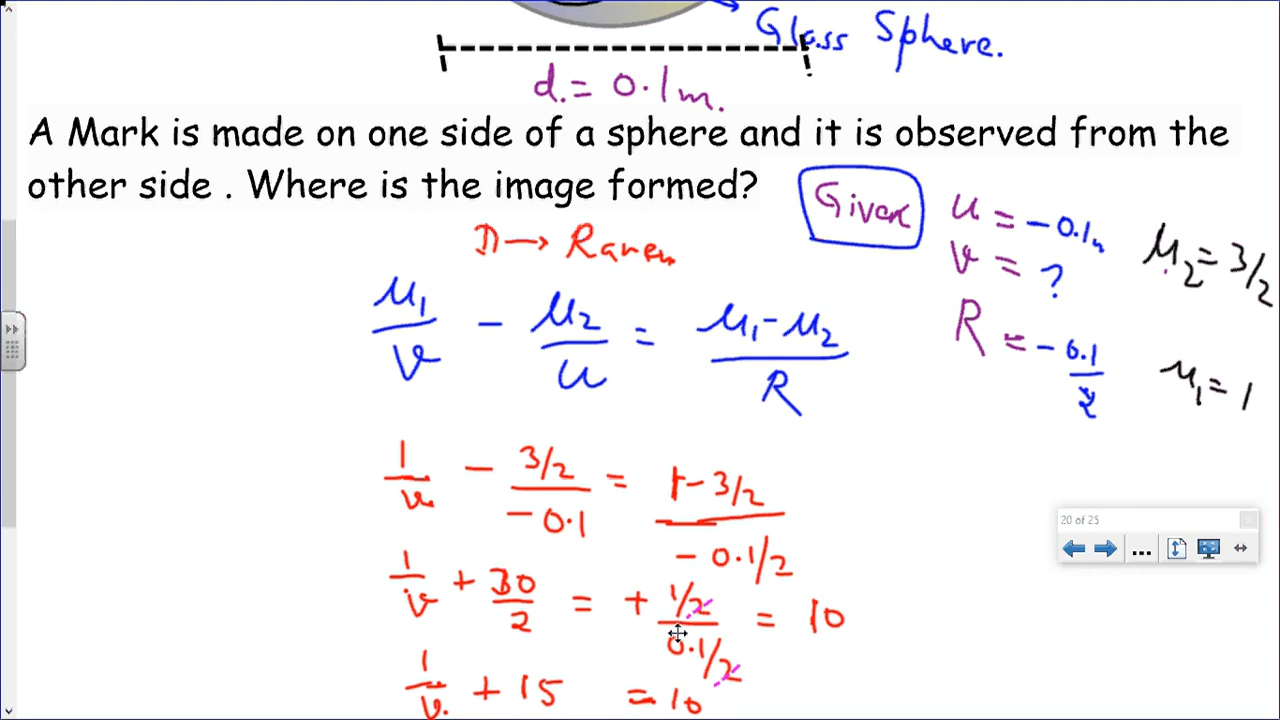 Glass Sphere.
d. = 0.1m.
A Mark is made on one side of a sphere and it is observed from the
other side . Where is the image formed?
Given
u = -0.1m
v = ?
R = -0.1/2
μ2 = 3/2
μ1 = 1
D → Rarer
μ1/v - μ2/u = μ1-μ2/R
1/v - 3/2/-0.1 = 1-3/2/-0.1/2
20 of 25
1/v + 30/2 = + 1/2/0.1/2 = 10
1/v. + 15 = 10